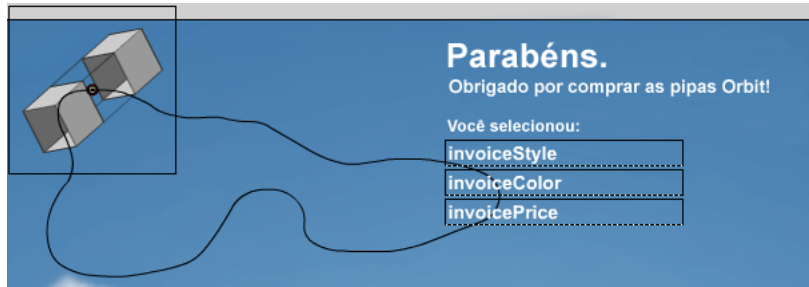 Parabéns.
Obrigado por comprar as pipas Orbit!
Você selecionou:
invoiceStyle
invoiceColor
invoicePrice